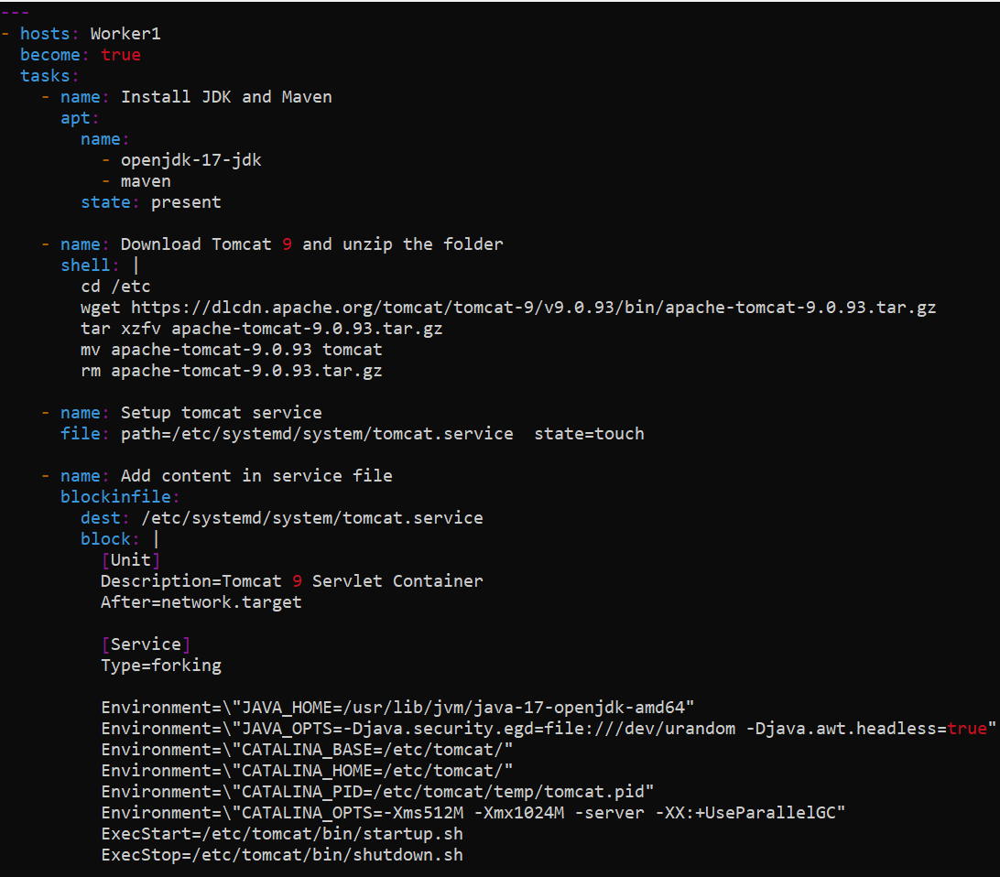 ---
- hosts: Worker1
  become: true
  tasks:
    - name: Install JDK and Maven
      apt:
        name:
          - openjdk-17-jdk
          - maven
        state: present

    - name: Download Tomcat 9 and unzip the folder
      shell: |
        cd /etc
        wget https://dlcdn.apache.org/tomcat/tomcat-9/v9.0.93/bin/apache-tomcat-9.0.93.tar.gz
        tar xzfv apache-tomcat-9.0.93.tar.gz
        mv apache-tomcat-9.0.93 tomcat
        rm apache-tomcat-9.0.93.tar.gz

    - name: Setup tomcat service
      file: path=/etc/systemd/system/tomcat.service  state=touch

    - name: Add content in service file
      blockinfile:
        dest: /etc/systemd/system/tomcat.service
        block: |
          [Unit]
          Description=Tomcat 9 Servlet Container
          After=network.target

          [Service]
          Type=forking

          Environment=\"JAVA_HOME=/usr/lib/jvm/java-17-openjdk-amd64"
          Environment=\"JAVA_OPTS=-Djava.security.egd=file:///dev/urandom -Djava.awt.headless=true"
          Environment=\"CATALINA_BASE=/etc/tomcat/"
          Environment=\"CATALINA_HOME=/etc/tomcat/"
          Environment=\"CATALINA_PID=/etc/tomcat/temp/tomcat.pid"
          Environment=\"CATALINA_OPTS=-Xms512M -Xmx1024M -server -XX:+UseParallelGC"
          ExecStart=/etc/tomcat/bin/startup.sh
          ExecStop=/etc/tomcat/bin/shutdown.sh